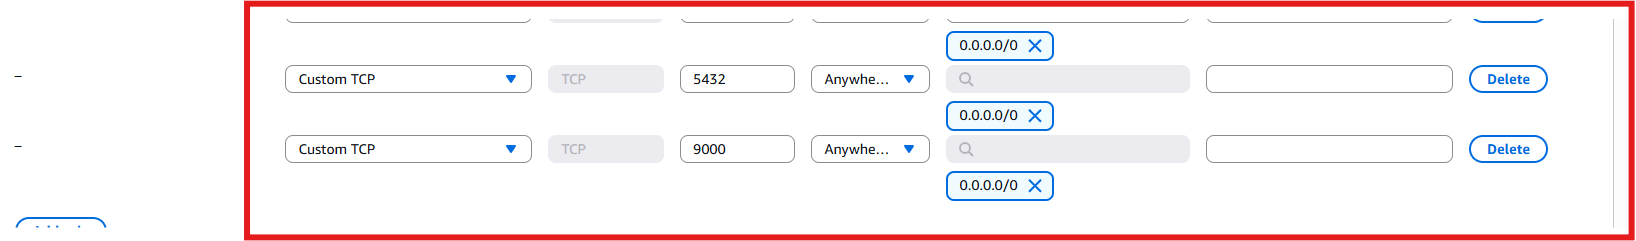 0.0.0.0/0
– Custom TCP TCP 5432 Anywhe... Delete
0.0.0.0/0
– Custom TCP TCP 9000 Anywhe... Delete
0.0.0.0/0